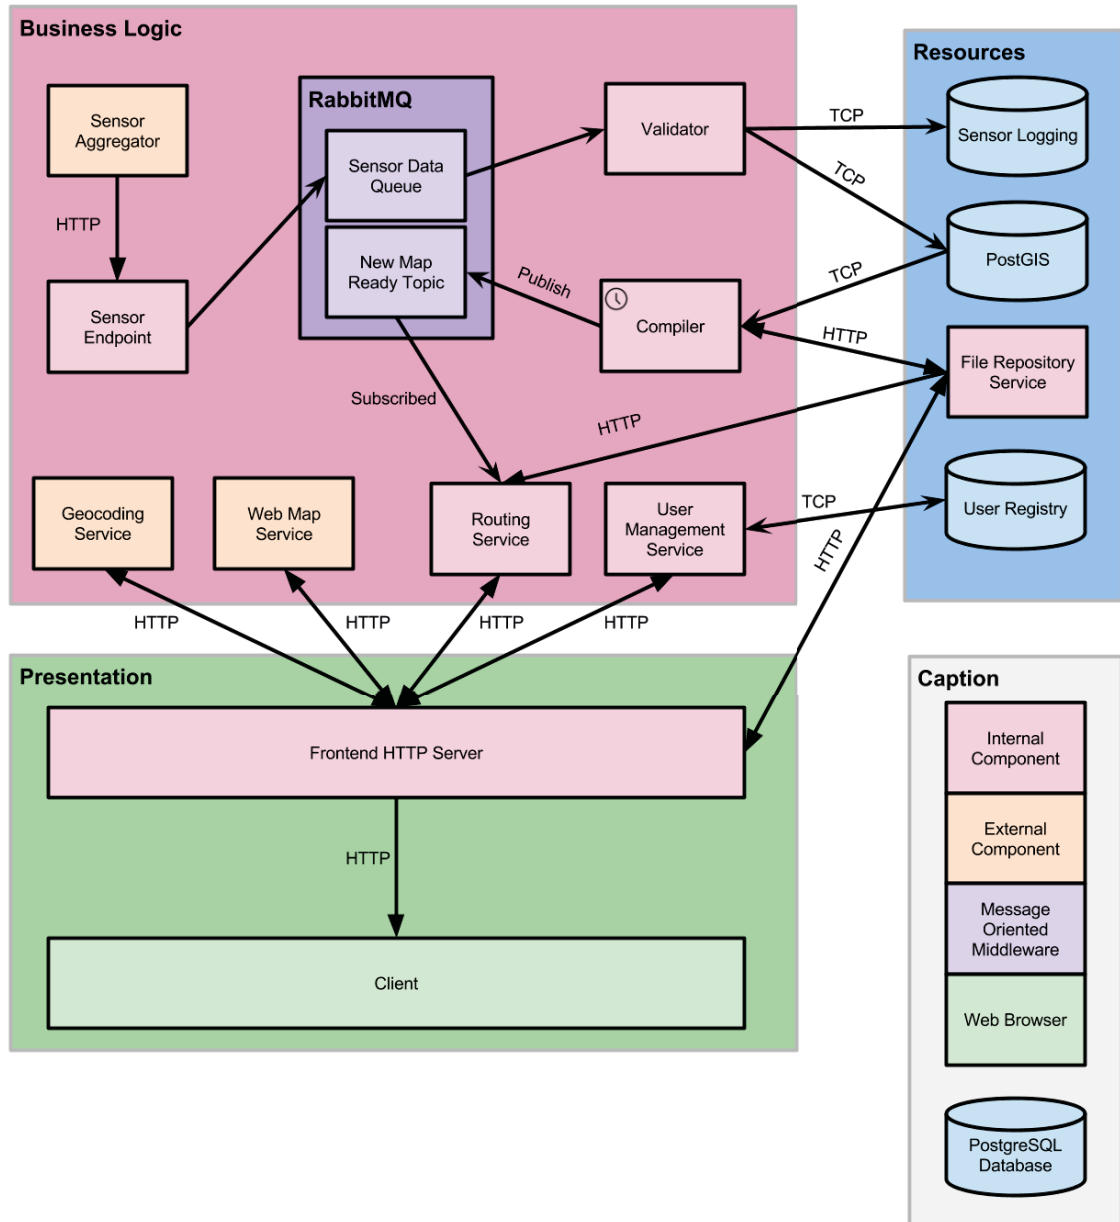 Business Logic
Resources
RabbitMQ
Sensor
Aggregator
Sensor Data
Queue
Validator
TCP
Sensor Logging
HTTP
TCP
New Map
Ready Topic
Publish
TCP
PostGIS
Sensor
Endpoint
Compiler
HTTP
File Repository
Service
Subscribed
HTTP
Geocoding
Service
Web Map
Service
Routing
Service
User
Management
Service
TCP
User Registry
HTTP
HTTP
HTTP
HTTP
HTTP
Presentation
Frontend HTTP Server
HTTP
Client
Caption
Internal
Component
External
Component
Message
Oriented
Middleware
Web Browser
PostgreSQL
Database